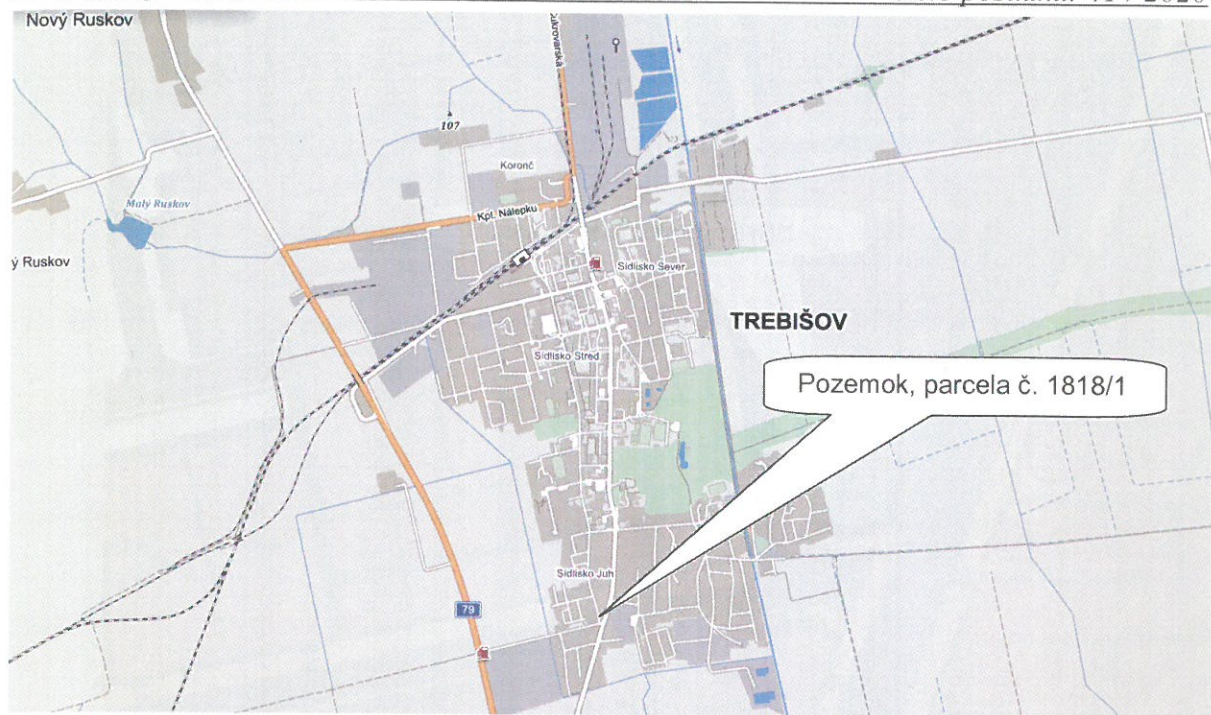 Nový Ruskov
Cukrovarská
107
Koronč
Malý Ruskov
Kpt. Nálepku
ý Ruskov
Sídlisko Sever
TREBIŠOV
Sídlisko Stred
Pozemok, parcela č. 1818/1
Sídlisko Juh
79